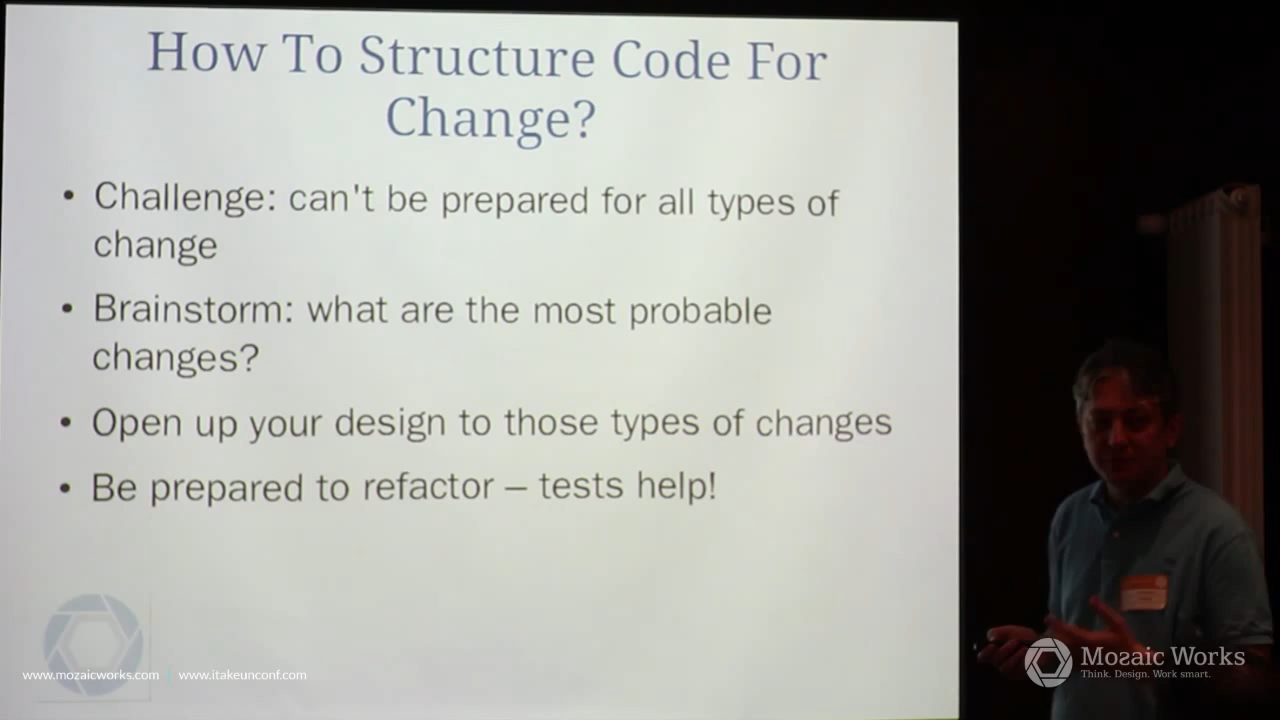 How To Structure Code For
Change?
• Challenge: can't be prepared for all types of
change
• Brainstorm: what are the most probable
changes?
• Open up your design to those types of changes
• Be prepared to refactor – tests help!
www.mozaicworks.com | www.itakeunconf.com
Mozaic Works
Think. Design. Work smart.